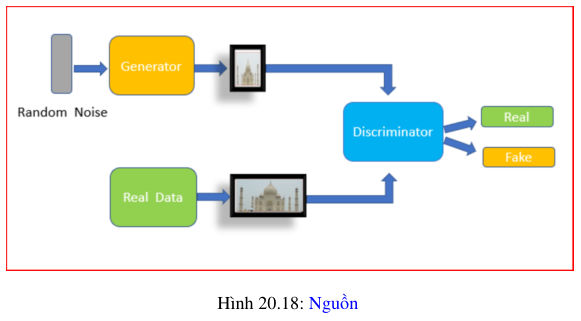 Generator
Random Noise
Discriminator
Real
Fake
Real Data
Hình 20.18: Nguồn